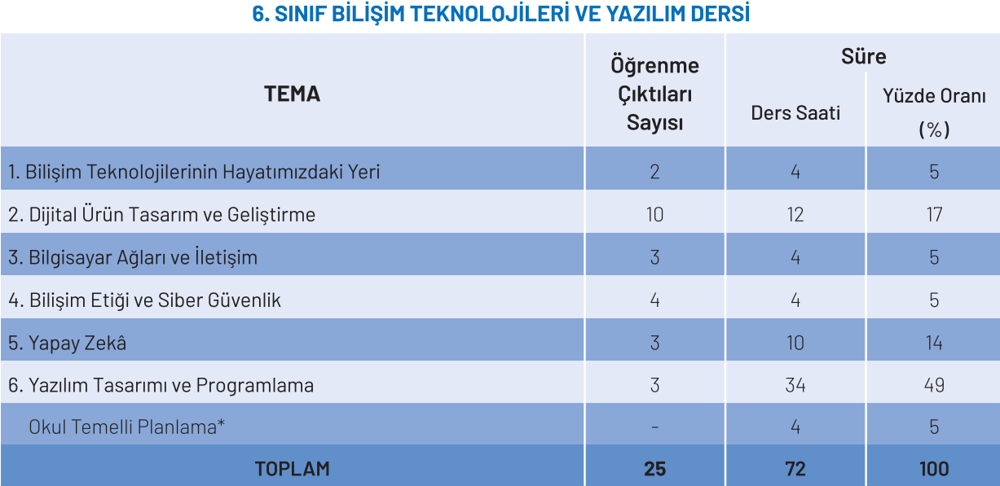 6. SINIF BİLİŞİM TEKNOLOJİLERİ VE YAZILIM DERSİ
TEMA
Öğrenme
Çıktıları
Sayısı
Süre
Ders Saati
Yüzde Oranı
(%)
1. Bilişim Teknolojilerinin Hayatımızdaki Yeri 2 4 5
2. Dijital Ürün Tasarım ve Geliştirme 10 12 17
3. Bilgisayar Ağları ve İletişim 3 4 5
4. Bilişim Etiği ve Siber Güvenlik 4 4 5
5. Yapay Zekâ 3 10 14
6. Yazılım Tasarımı ve Programlama 3 34 49
Okul Temelli Planlama* - 4 5
TOPLAM 25 72 100